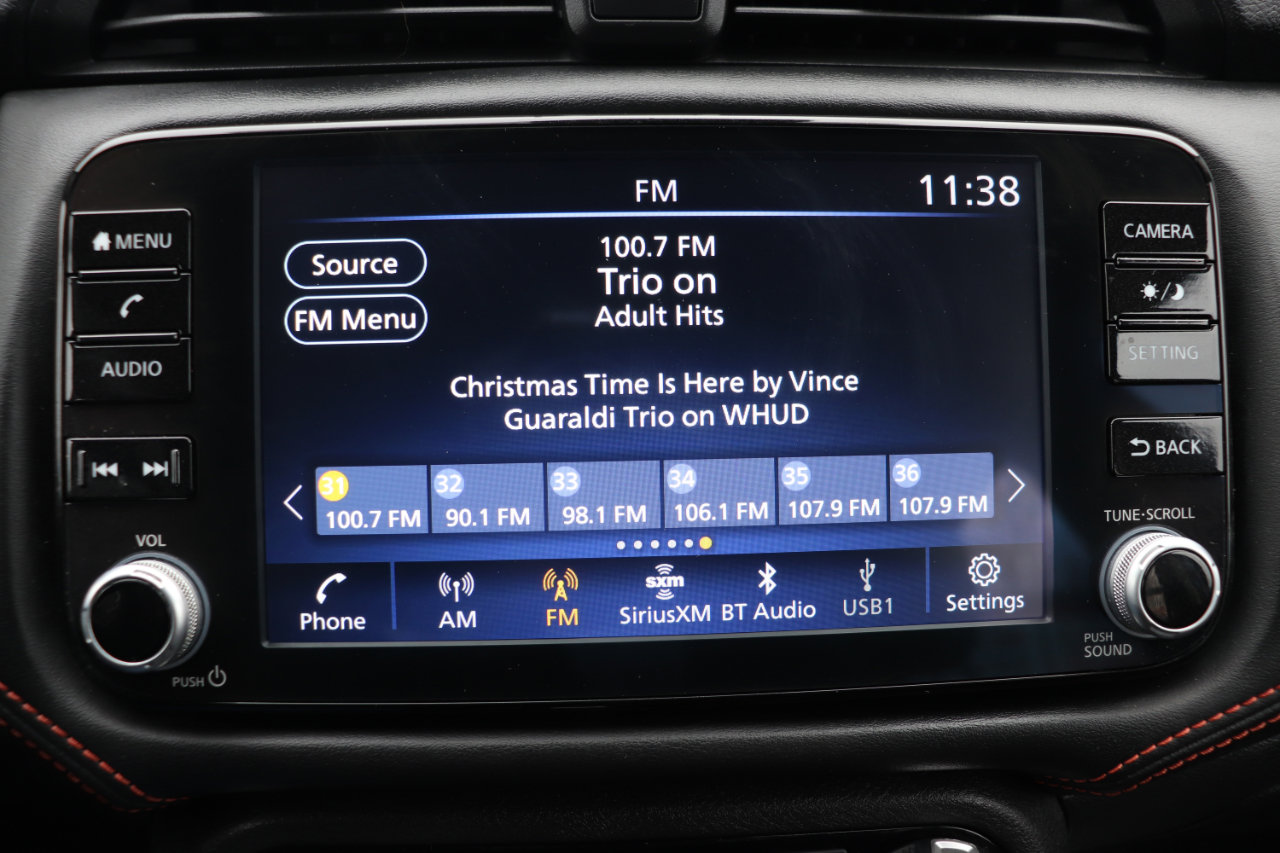 FM
11:38
MENU
CAMERA
Source
100.7 FM
Trio on
Adult Hits
FM Menu
AUDIO
SETTING
Christmas Time Is Here by Vince
Guaraldi Trio on WHUD
BACK
31
32
33
34
35
36
100.7 FM
90.1 FM
98.1 FM
106.1 FM
107.9 FM
107.9 FM
VOL
TUNE·SCROLL
Phone
AM
FM
sxm
SiriusXM
BT Audio
USB1
Settings
PUSH
PUSH
SOUND